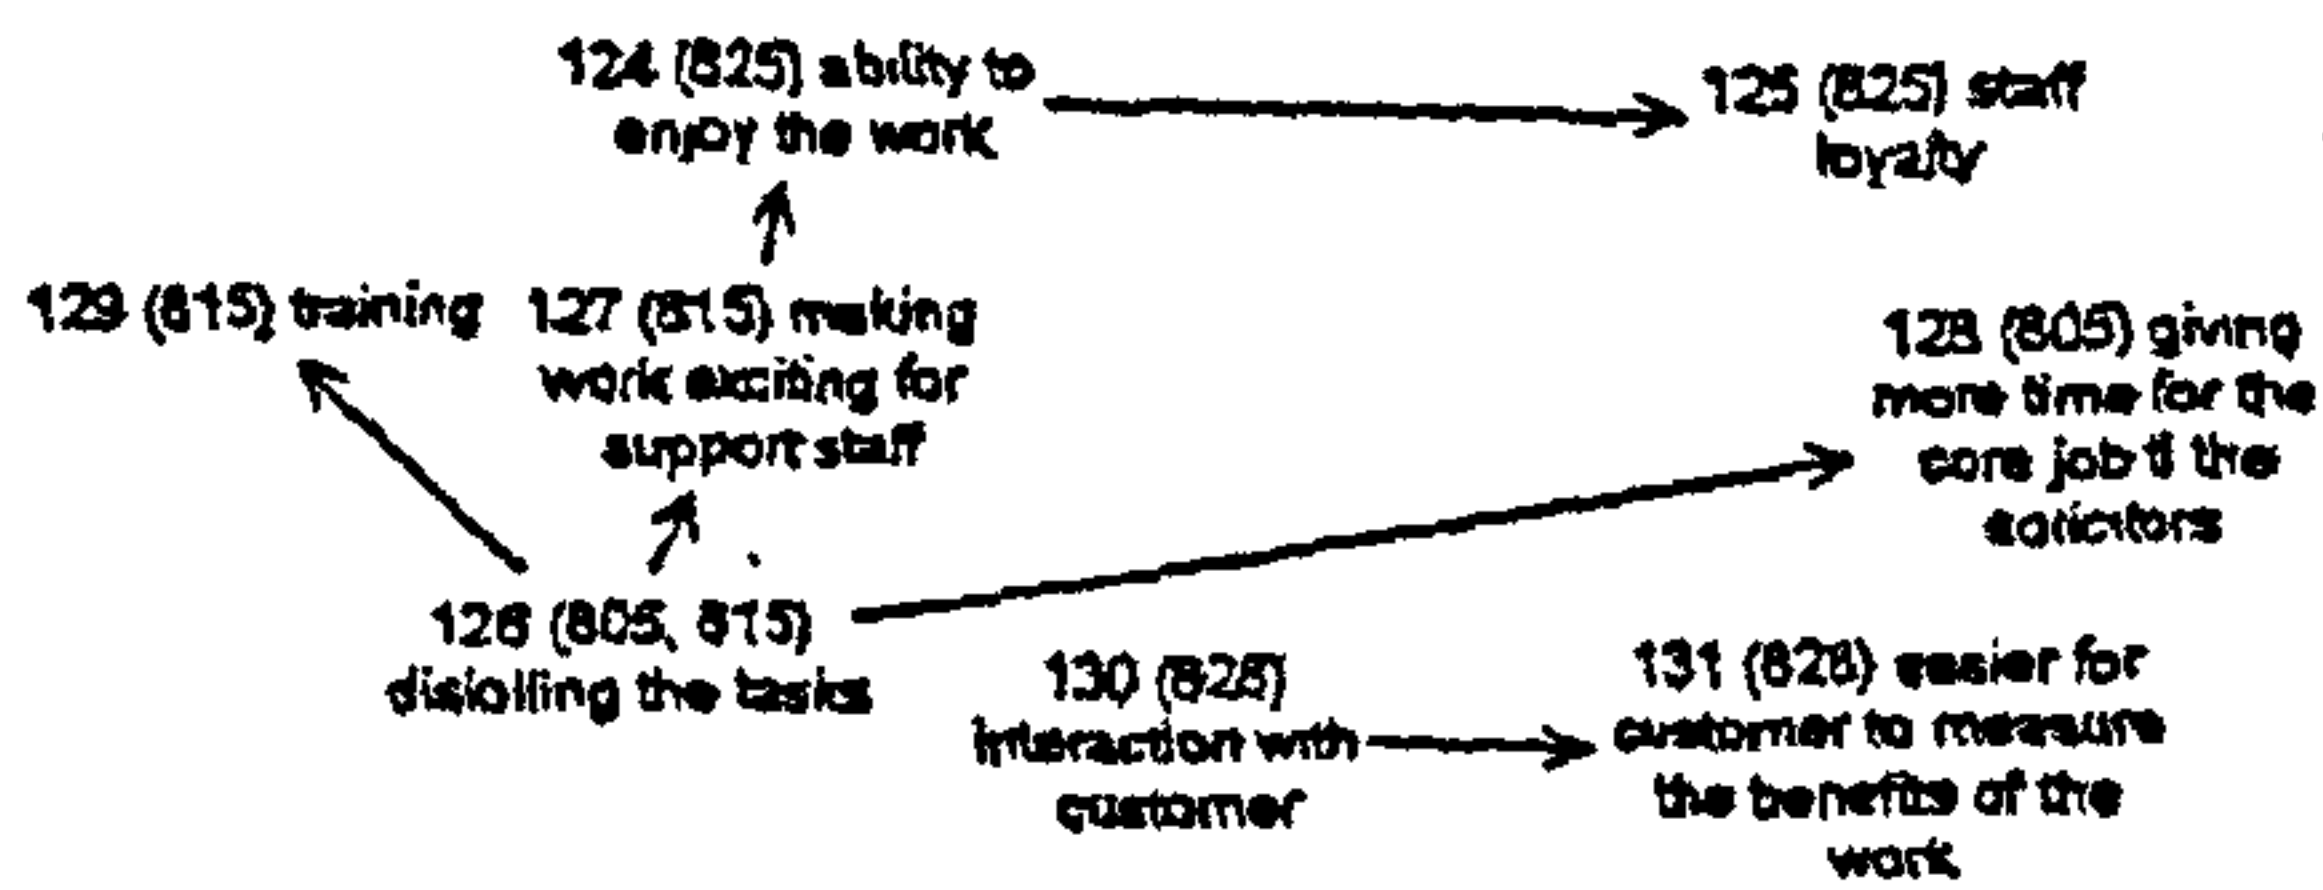 124 (825) ability to
enjoy the work
125 (825) staff
loyalty
129 (815) training
127 (815) making
work exciting for
support staff
128 (805) giving
more time for the
core job ti the
solicitors
126 (805, 815)
disiolling the tasks
130 (828)
interaction with
customer
131 (828) easier for
customer to measure
the benefits of the
work